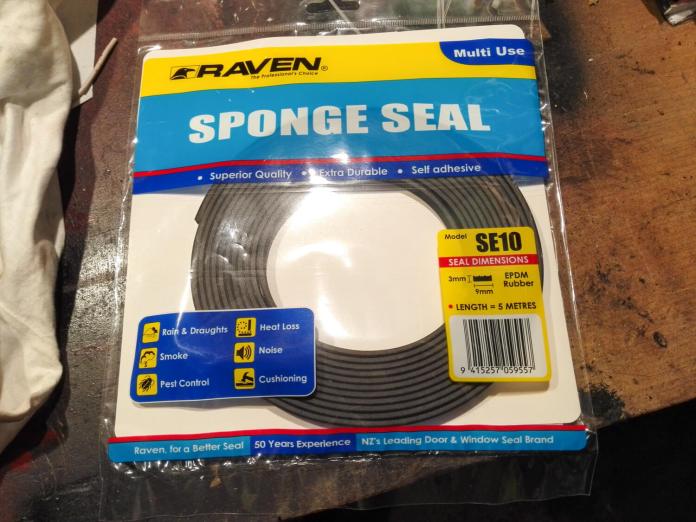 Multi Use
RAVEN®
The Professional's Choice
SPONGE SEAL
• Superior Quality • Extra Durable • Self adhesive
Model SE10
SEAL DIMENSIONS
3mm
9mm
EPDM
Rubber
• LENGTH = 5 METRES
9 415257 059557
Rain & Draughts
Heat Loss
Smoke
Noise
Pest Control
Cushioning
Raven, for a Better Seal 50 Years Experience NZ's Leading Door & Window Seal Brand